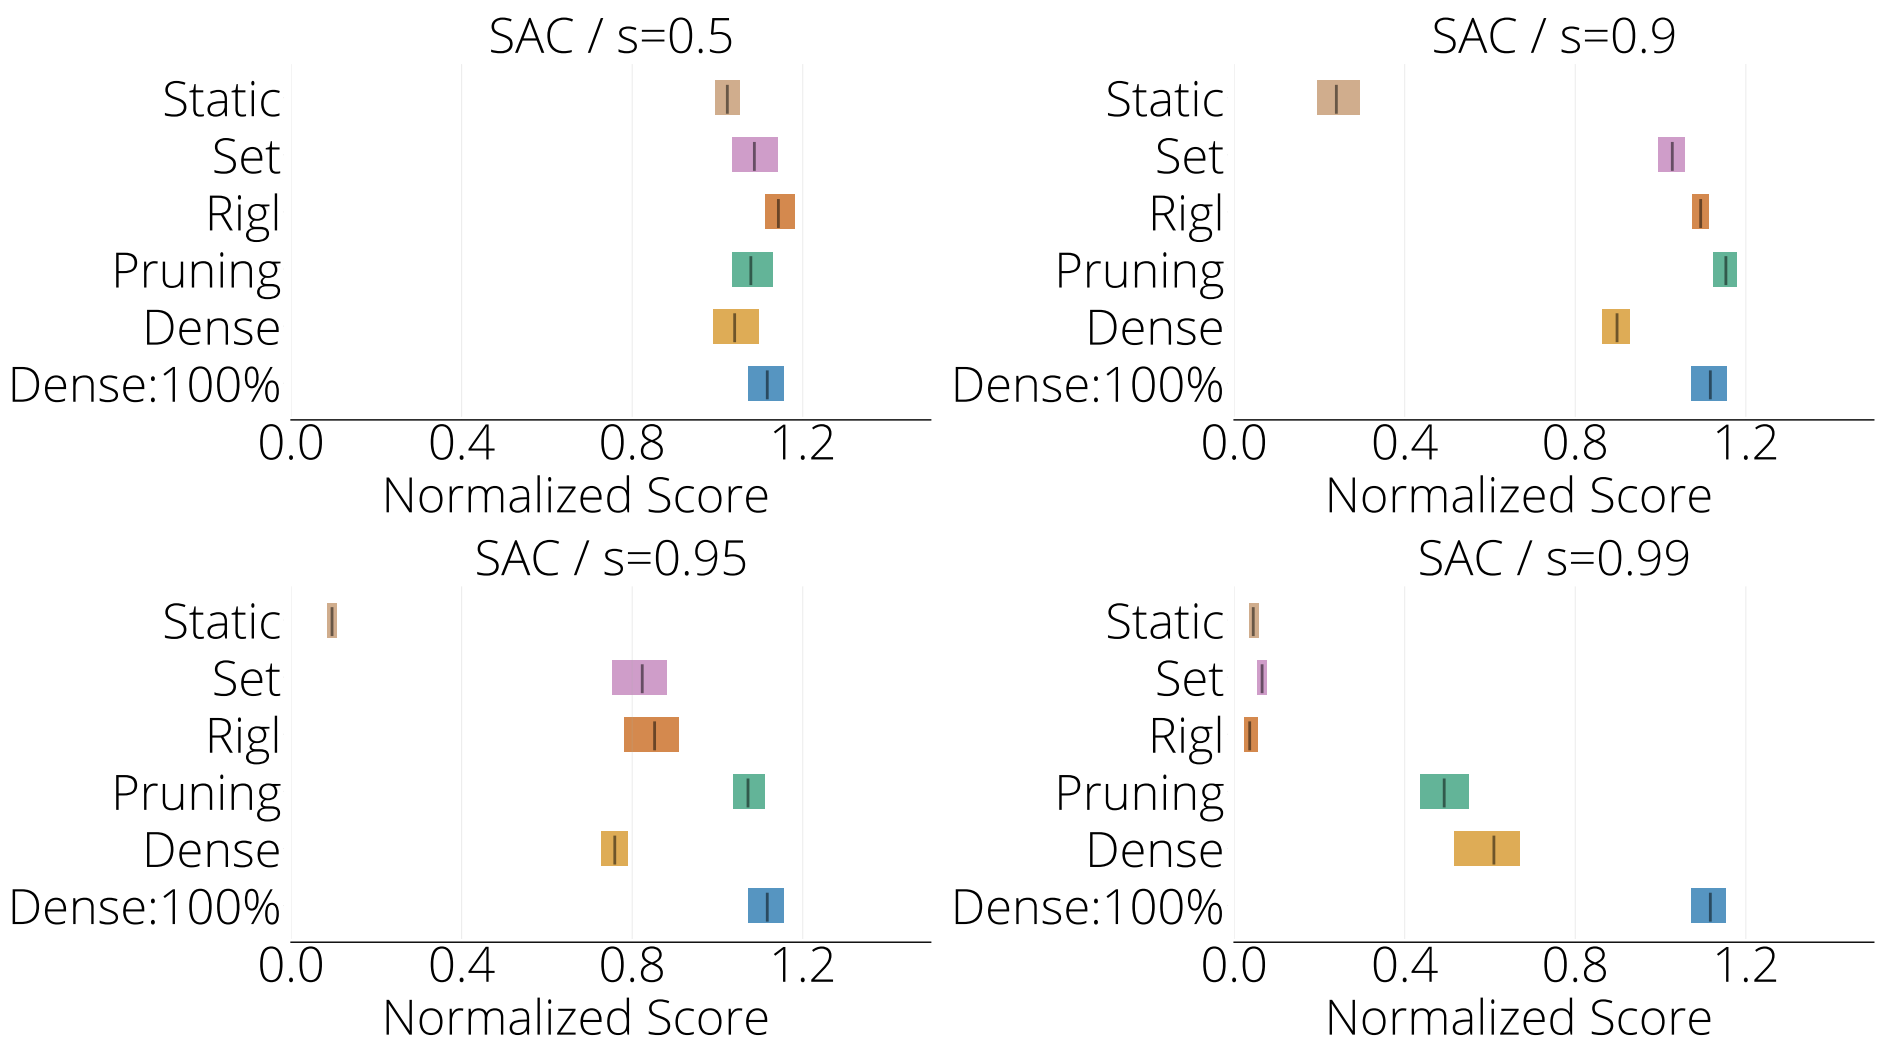 SAC / s=0.5
Static
Set
Rigl
Pruning
Dense
Dense:100%
0.0 0.4 0.8 1.2
Normalized Score
SAC / s=0.9
Static
Set
Rigl
Pruning
Dense
Dense:100%
0.0 0.4 0.8 1.2
Normalized Score
SAC / s=0.95
Static
Set
Rigl
Pruning
Dense
Dense:100%
0.0 0.4 0.8 1.2
Normalized Score
SAC / s=0.99
Static
Set
Rigl
Pruning
Dense
Dense:100%
0.0 0.4 0.8 1.2
Normalized Score